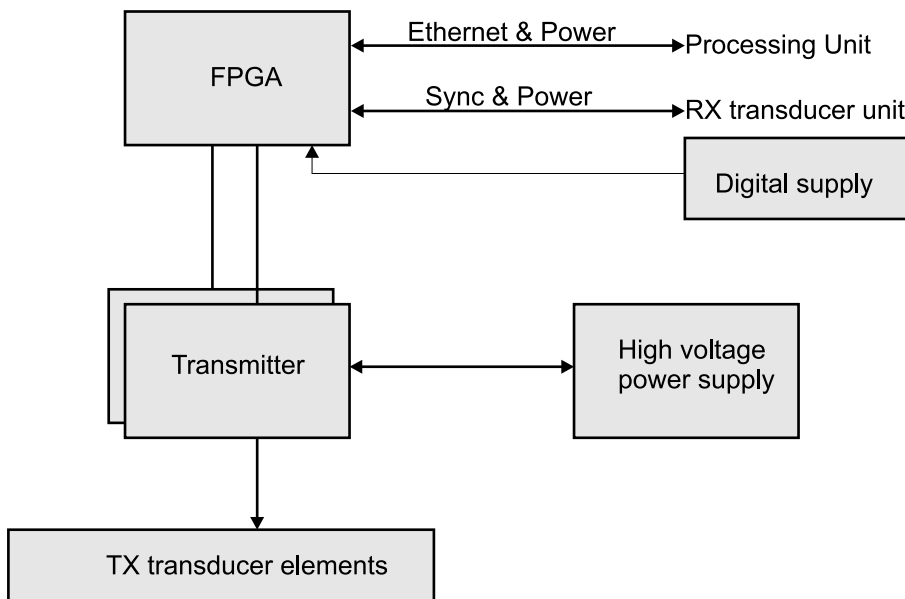 Ethernet & Power
Processing Unit
FPGA
Sync & Power
RX transducer unit
Digital supply
Transmitter
High voltage
power supply
TX transducer elements